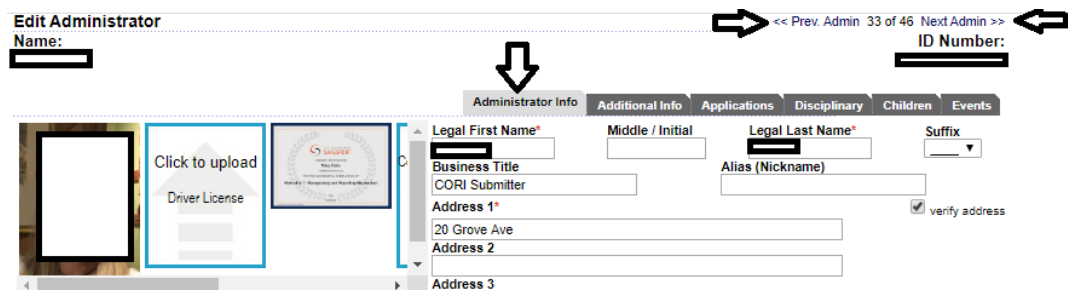 Edit Administrator
<< Prev. Admin 33 of 46 Next Admin >>
Name:
ID Number:
Administrator Info Additional Info Applications Disciplinary Children Events
Legal First Name* Middle / Initial Legal Last Name* Suffix
Click to upload
Driver License
Business Title Alias (Nickname)
CORI Submitter
Address 1* verify address
20 Grove Ave
Address 2
Address 3